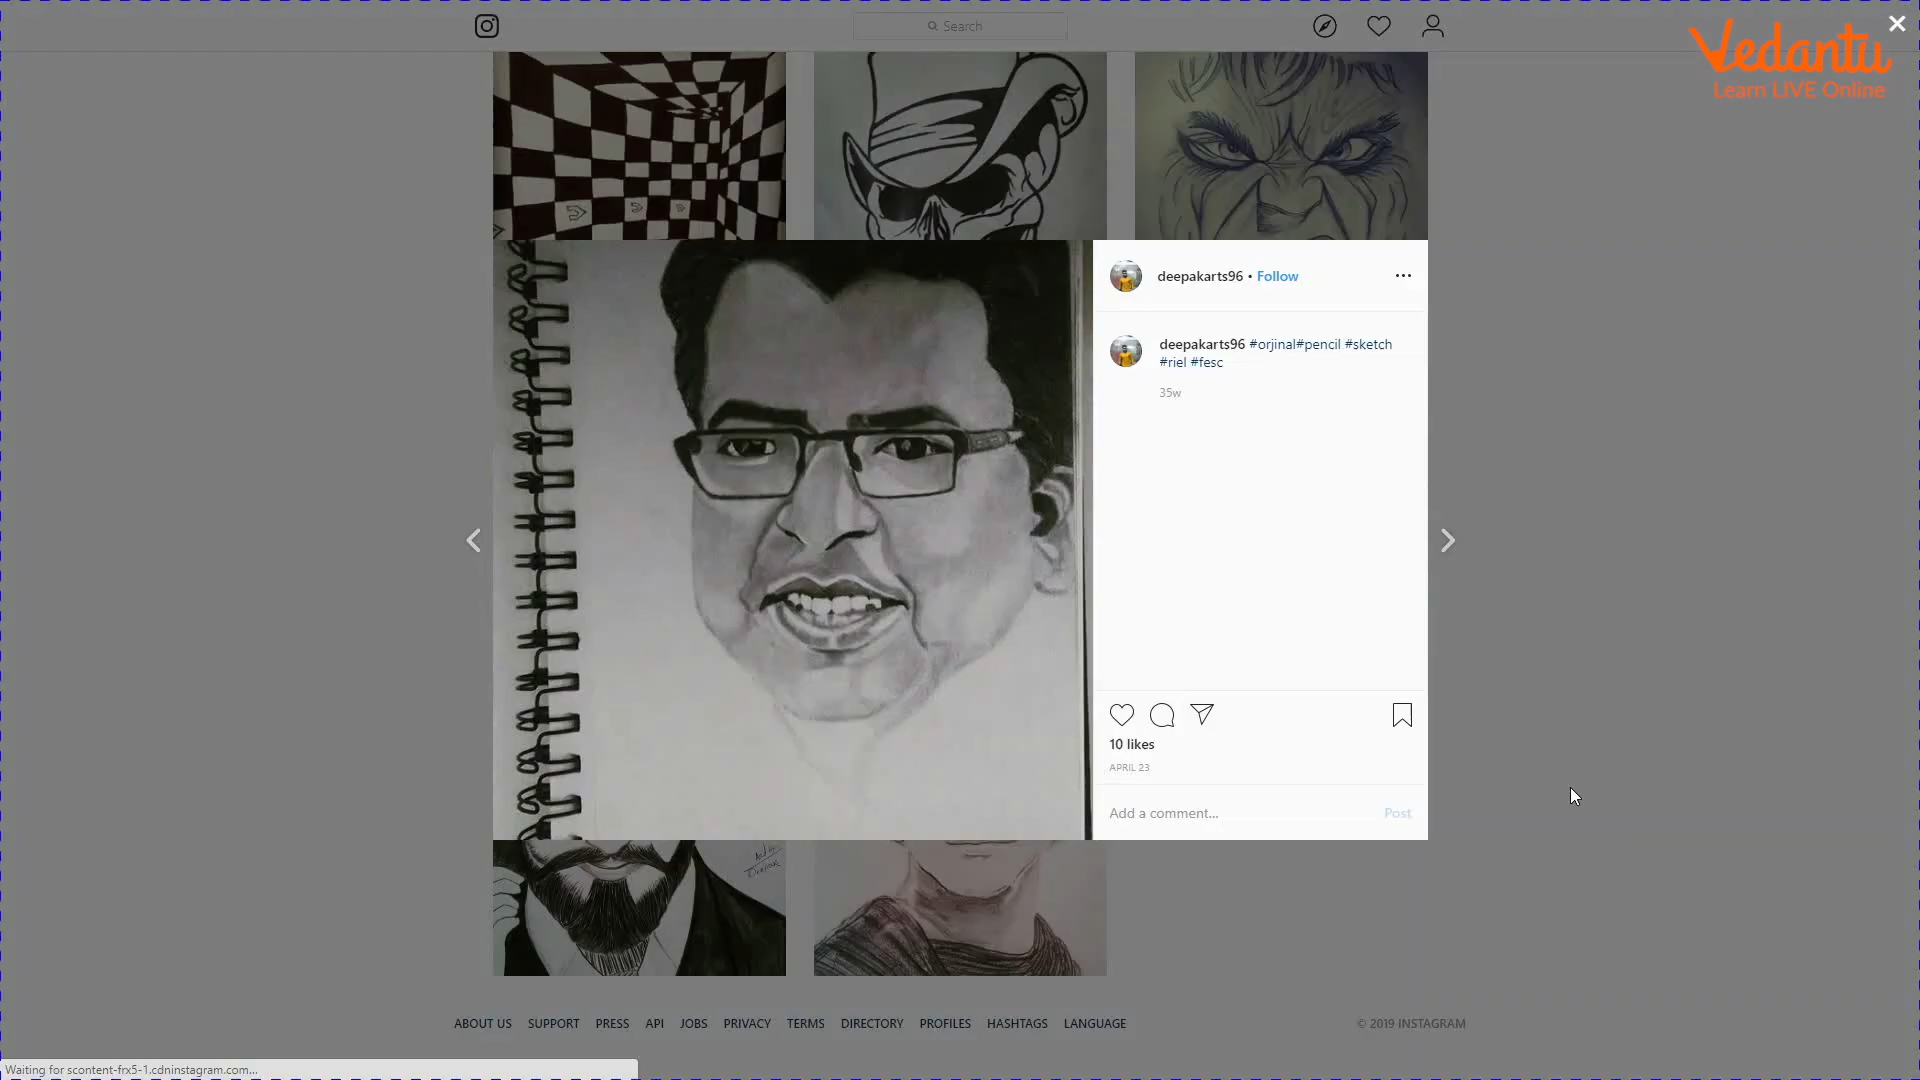 Search
Vedantu
Learn LIVE Online
deepakarts96 • Follow
deepakarts96 #orjinal#pencil #sketch
#riel #fesc
35w
10 likes
APRIL 23
Add a comment...
Post
ABOUT US SUPPORT PRESS API JOBS PRIVACY TERMS DIRECTORY PROFILES HASHTAGS LANGUAGE
© 2019 INSTAGRAM
Waiting for scontent-frx5-1.cdninstagram.com...